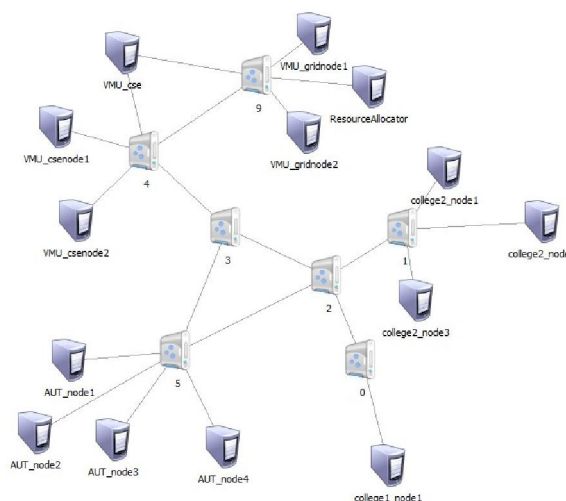 VMU_gridnode1
VMU_cse
9
ResourceAllocator
VMU_csenode1
4
VMU_gridnode2
college2_node1
VMU_csenode2
3
1
college2_node
2
college2_node3
AUT_node1
5
0
AUT_node2
AUT_node3
AUT_node4
college1_node1